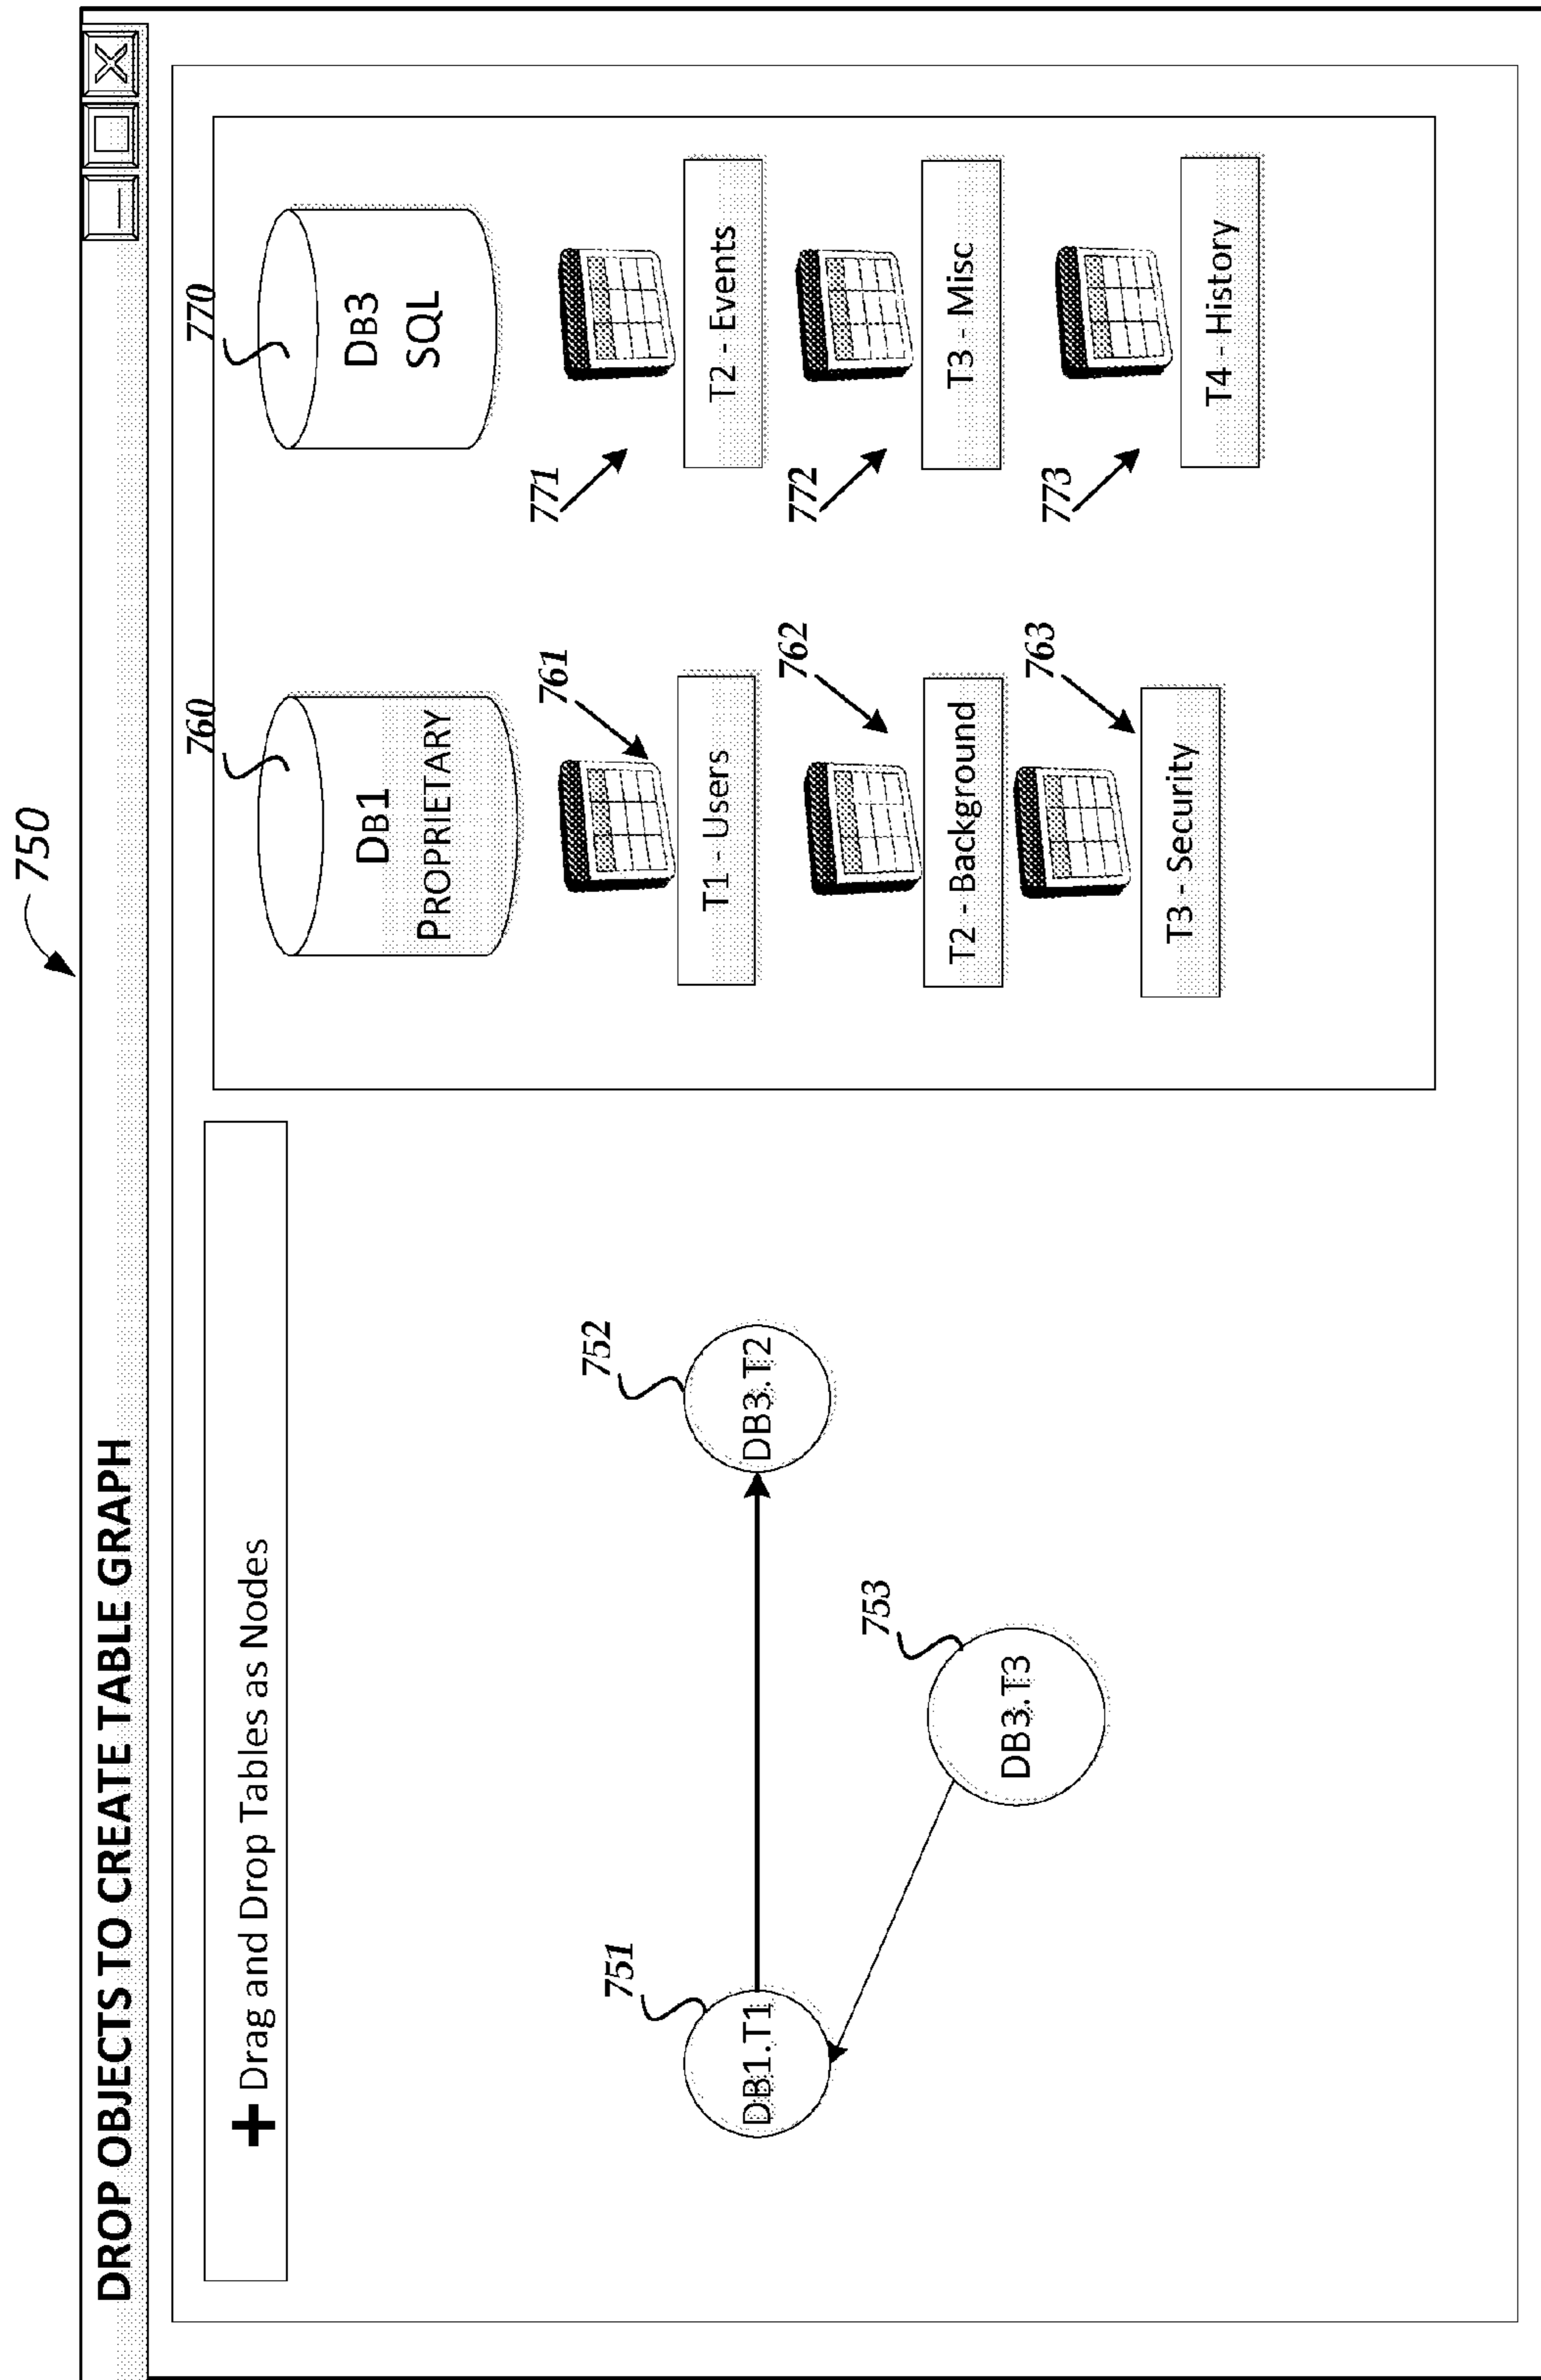 750
DROP OBJECTS TO CREATE TABLE GRAPH
Drag and Drop Tables as Nodes
751
DB1.T1
752
DB3.T2
753
DB3.T3
760
DB1
PROPRIETARY
761
T1 - Users
762
T2 - Background
763
T3 - Security
770
DB3
SQL
771
T2 - Events
772
T3 - Misc
773
T4 - History